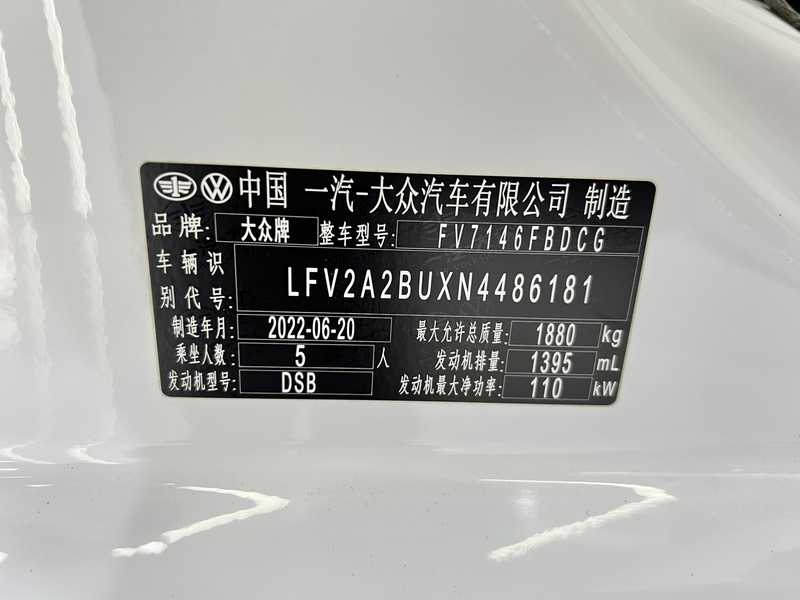 中国 一汽-大众汽车有限公司 制造
品牌: 大众牌 整车型号: FV7146FBDCG
车辆识别代号: LFV2A2BUXN4486181
制造年月: 2022-06-20 最大允许总质量: 1880 kg
乘坐人数: 5 人 发动机排量: 1395 mL
发动机型号: DSB 发动机最大净功率: 110 kW